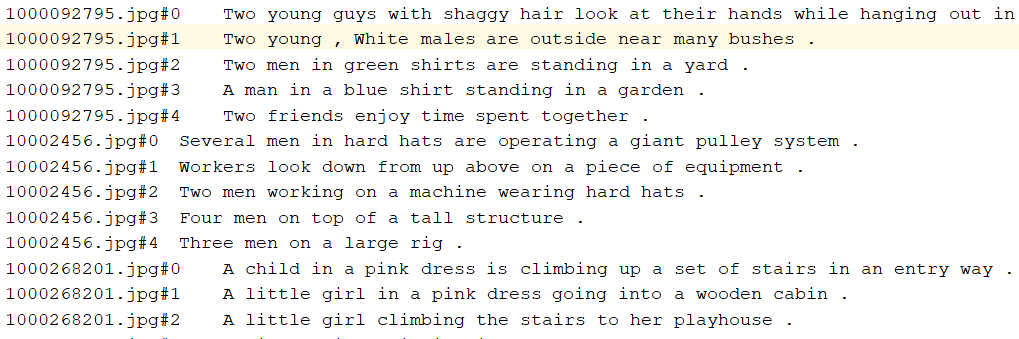 1000092795.jpg#0	Two young guys with shaggy hair look at their hands while hanging out in
1000092795.jpg#1	Two young , White males are outside near many bushes .
1000092795.jpg#2	Two men in green shirts are standing in a yard .
1000092795.jpg#3	A man in a blue shirt standing in a garden .
1000092795.jpg#4	Two friends enjoy time spent together .
10002456.jpg#0	Several men in hard hats are operating a giant pulley system .
10002456.jpg#1	Workers look down from up above on a piece of equipment .
10002456.jpg#2	Two men working on a machine wearing hard hats .
10002456.jpg#3	Four men on top of a tall structure .
10002456.jpg#4	Three men on a large rig .
1000268201.jpg#0	A child in a pink dress is climbing up a set of stairs in an entry way .
1000268201.jpg#1	A little girl in a pink dress going into a wooden cabin .
1000268201.jpg#2	A little girl climbing the stairs to her playhouse .